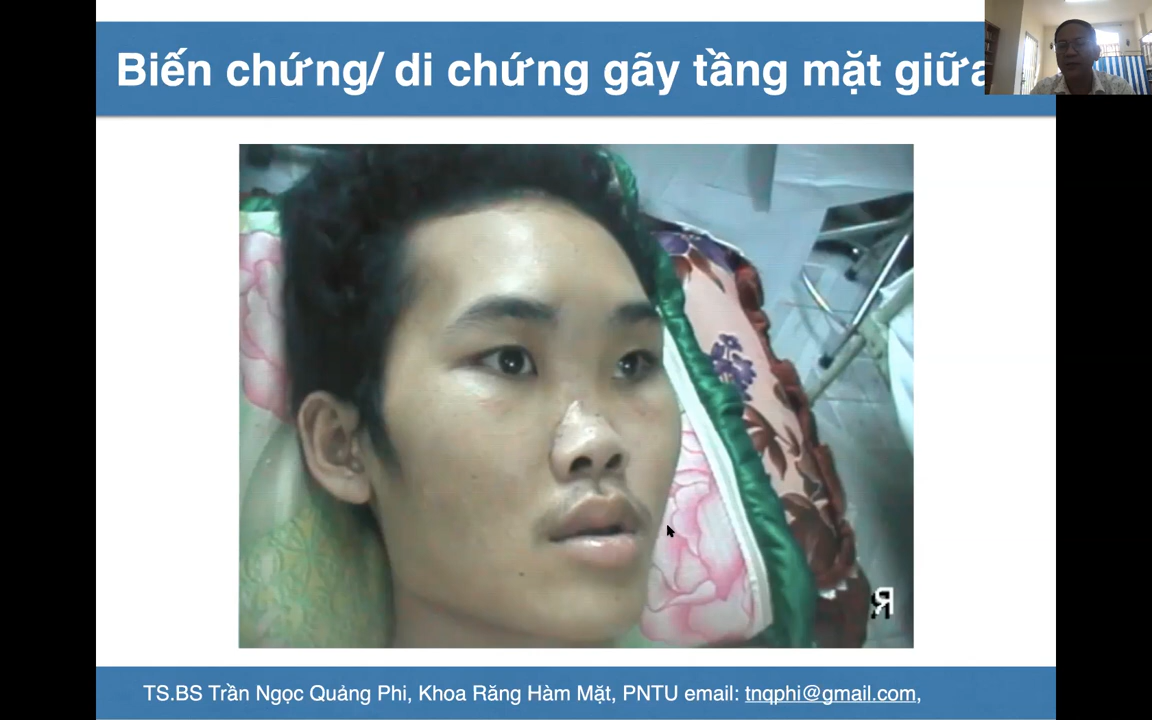 Biến chứng/ di chứng gãy tầng mặt giữa
TS.BS Trần Ngọc Quảng Phi, Khoa Răng Hàm Mặt, PNTU email: tnqphi@gmail.com,